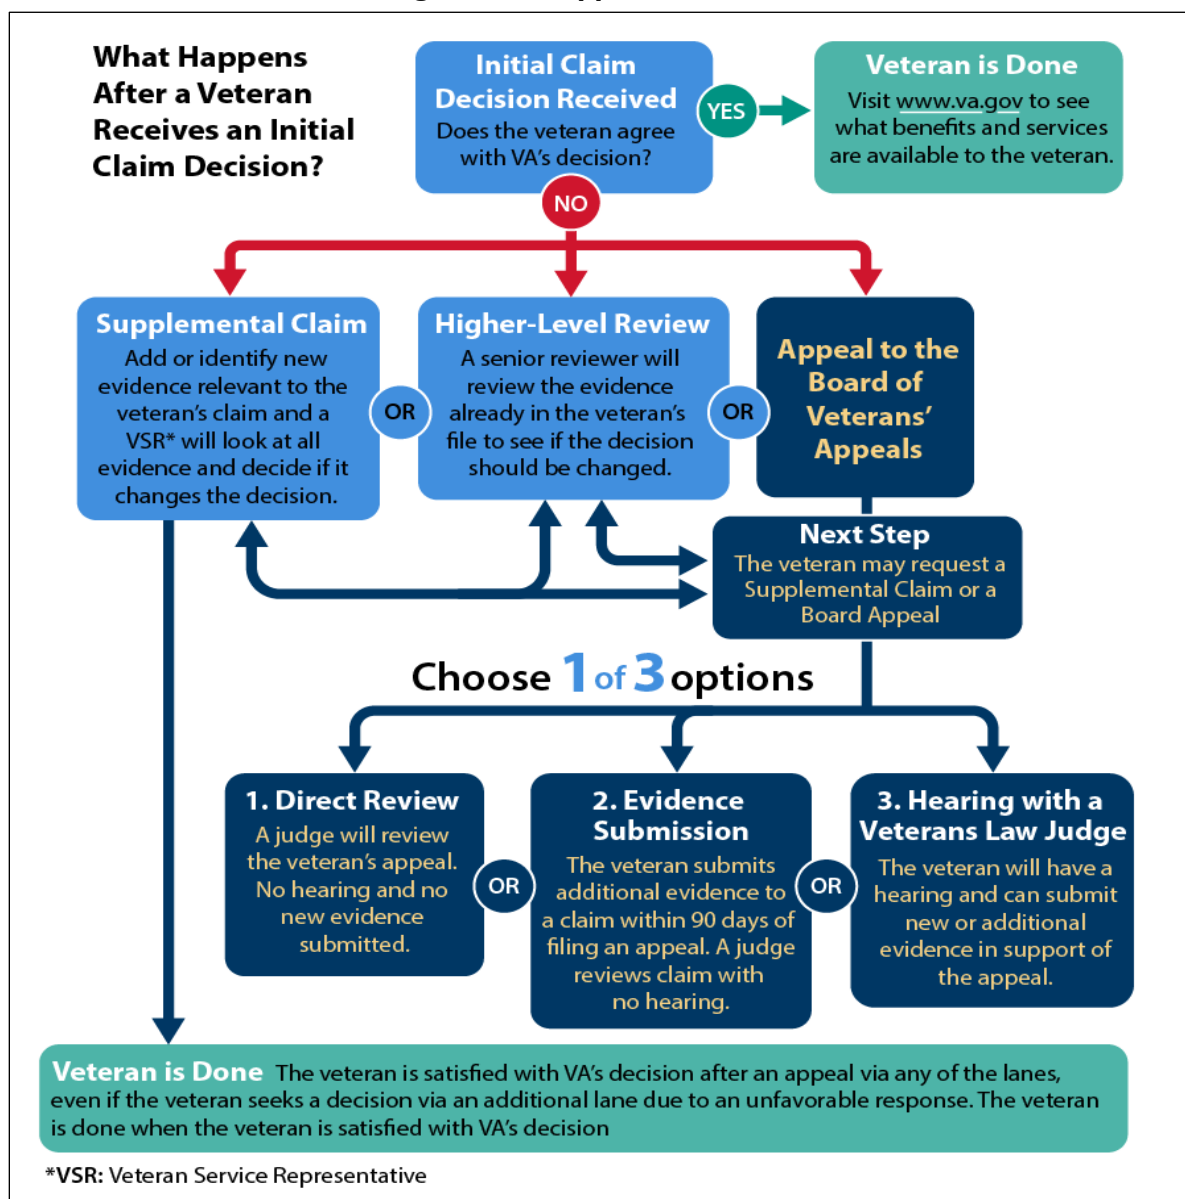 What Happens
After a Veteran
Receives an Initial
Claim Decision?
Initial Claim
Decision Received
Does the veteran agree
with VA's decision?
YES
Veteran is Done
Visit www.va.gov to see
what benefits and services
are available to the veteran.
NO
Supplemental Claim
Add or identify new
evidence relevant to the
veteran's claim and a
VSR* will look at all
evidence and decide if it
changes the decision.
OR
Higher-Level Review
A senior reviewer will
review the evidence
already in the veteran's
file to see if the decision
should be changed.
OR
Appeal to the
Board of
Veterans'
Appeals
Next Step
The veteran may request a
Supplemental Claim or a
Board Appeal
Choose 1 of 3 options
1. Direct Review
A judge will review
the veteran's appeal.
No hearing and no
new evidence
submitted.
OR
2. Evidence
Submission
The veteran submits
additional evidence to
a claim within 90 days of
filing an appeal. A judge
reviews claim with
no hearing.
OR
3. Hearing with a
Veterans Law Judge
The veteran will have a
hearing and can submit
new or additional
evidence in support of
the appeal.
Veteran is Done The veteran is satisfied with VA's decision after an appeal via any of the lanes,
even if the veteran seeks a decision via an additional lane due to an unfavorable response. The veteran
is done when the veteran is satisfied with VA's decision
*VSR: Veteran Service Representative